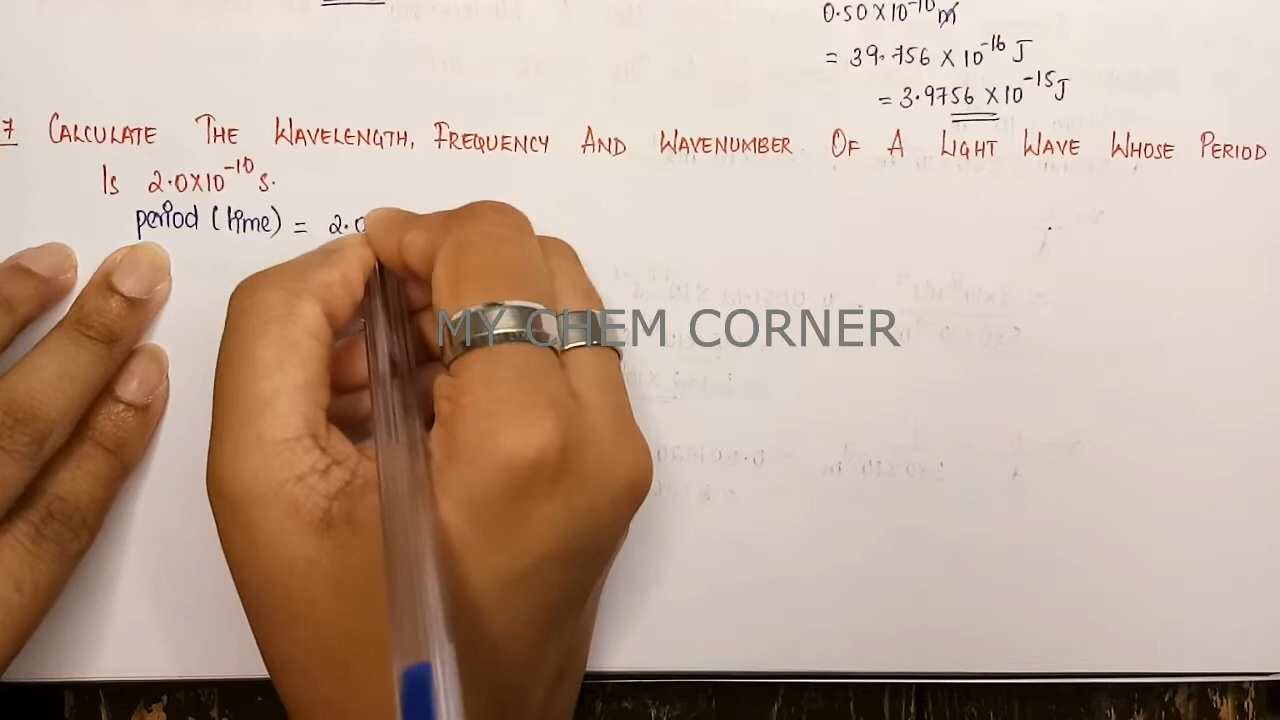 0.50 X 10⁻¹⁰ m
= 39.756 X 10⁻¹⁶ J
= 3.9756 X 10⁻¹⁵ J
7 CALCULATE THE WAVELENGTH, FREQUENCY AND WAVENUMBER OF A LIGHT WAVE WHOSE PERIOD
IS 2.0X10⁻¹⁰ s.
period (time) = 2.0
MY CHEM CORNER